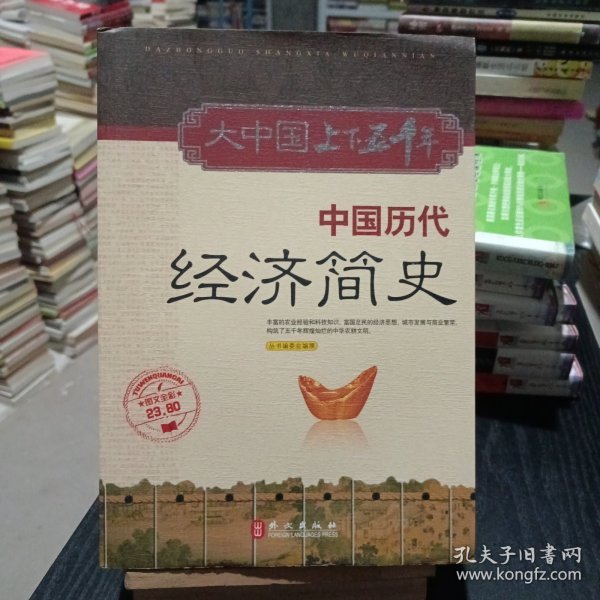 DAZHONGGUO SHANGXIA WUQIANNIAN
大中国上下五千年
中国历代
经济简史
丰富的农业经验和科技知识，富国足民的经济思想，城市发展与商业繁荣，
构筑了五千年辉煌灿烂的中华农耕文明。
丛书编委会编撰
TUWENQUANCAI
★图文全彩★
23.80
外文出版社
FOREIGN LANGUAGES PRESS
孔夫子旧书网
www.kongfz.com